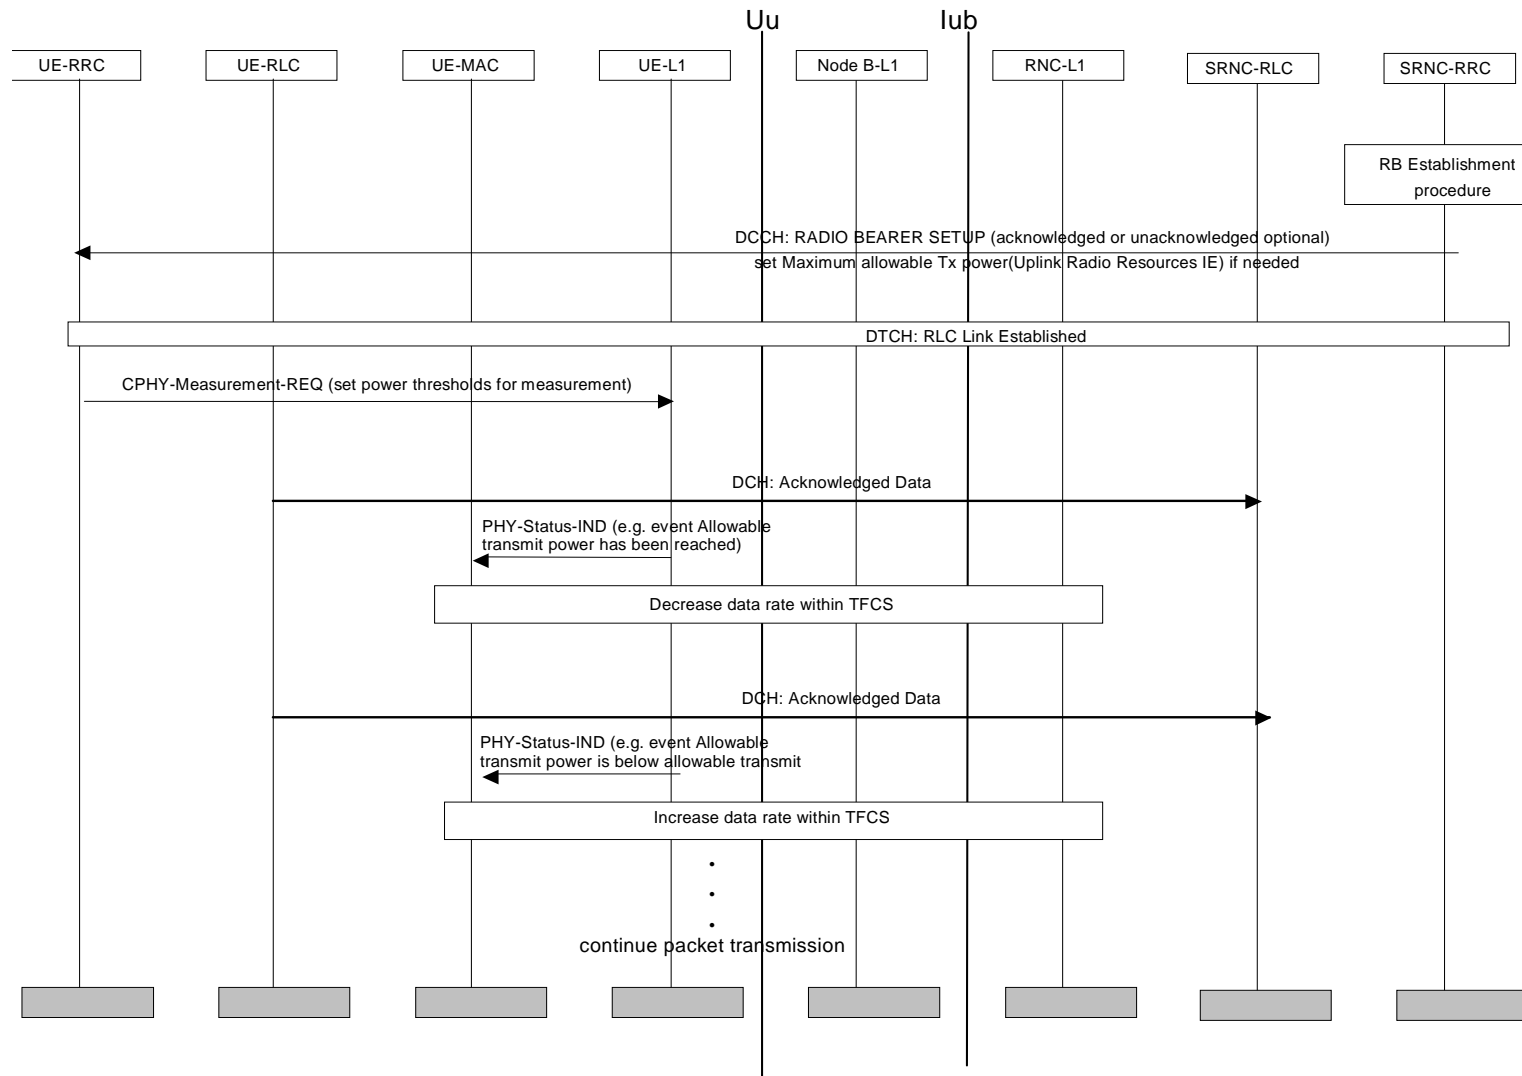 Uu
Iub
UE-RRC
UE-RLC
UE-MAC
UE-L1
Node B-L1
RNC-L1
SRNC-RLC
SRNC-RRC
RB Establishment
procedure
DCCH: RADIO BEARER SETUP (acknowledged or unacknowledged optional)
set Maximum allowable Tx power(Uplink Radio Resources IE) if needed
DTCH: RLC Link Established
CPHY-Measurement-REQ (set power thresholds for measurement)
DCH: Acknowledged Data
PHY-Status-IND (e.g. event Allowable
transmit power has been reached)
Decrease data rate within TFCS
DCH: Acknowledged Data
PHY-Status-IND (e.g. event Allowable
transmit power is below allowable transmit
Increase data rate within TFCS
.
.
.
continue packet transmission